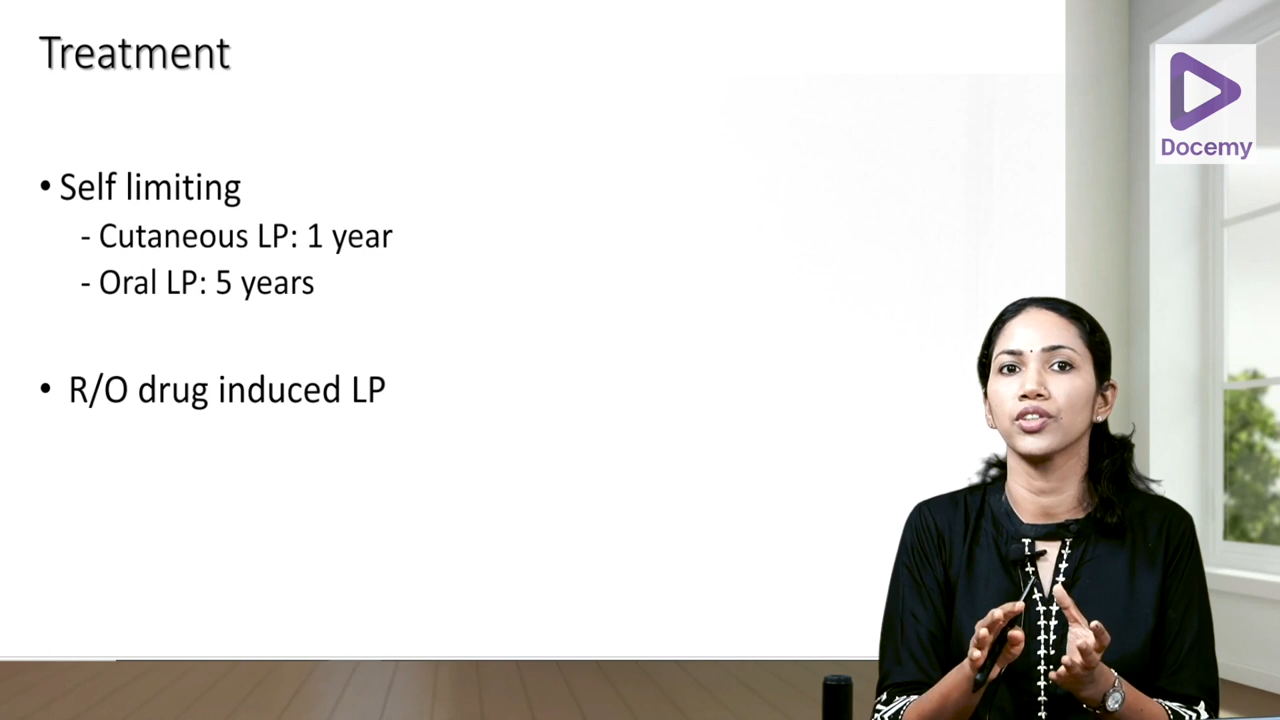 Treatment
Docemy
• Self limiting
- Cutaneous LP: 1 year
- Oral LP: 5 years
• R/O drug induced LP